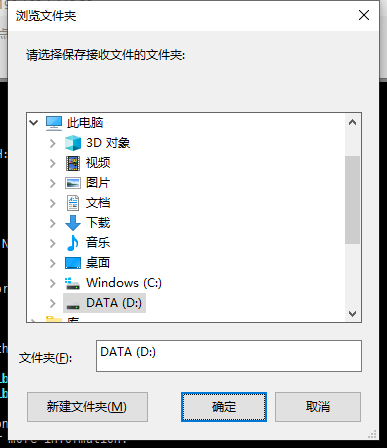 浏览文件夹
请选择保存接收文件的文件夹:
此电脑
3D 对象
视频
图片
文档
下载
音乐
桌面
Windows (C:)
DATA (D:)
库
文件夹(F):
DATA (D:)
新建文件夹(M)
确定
取消
more information.